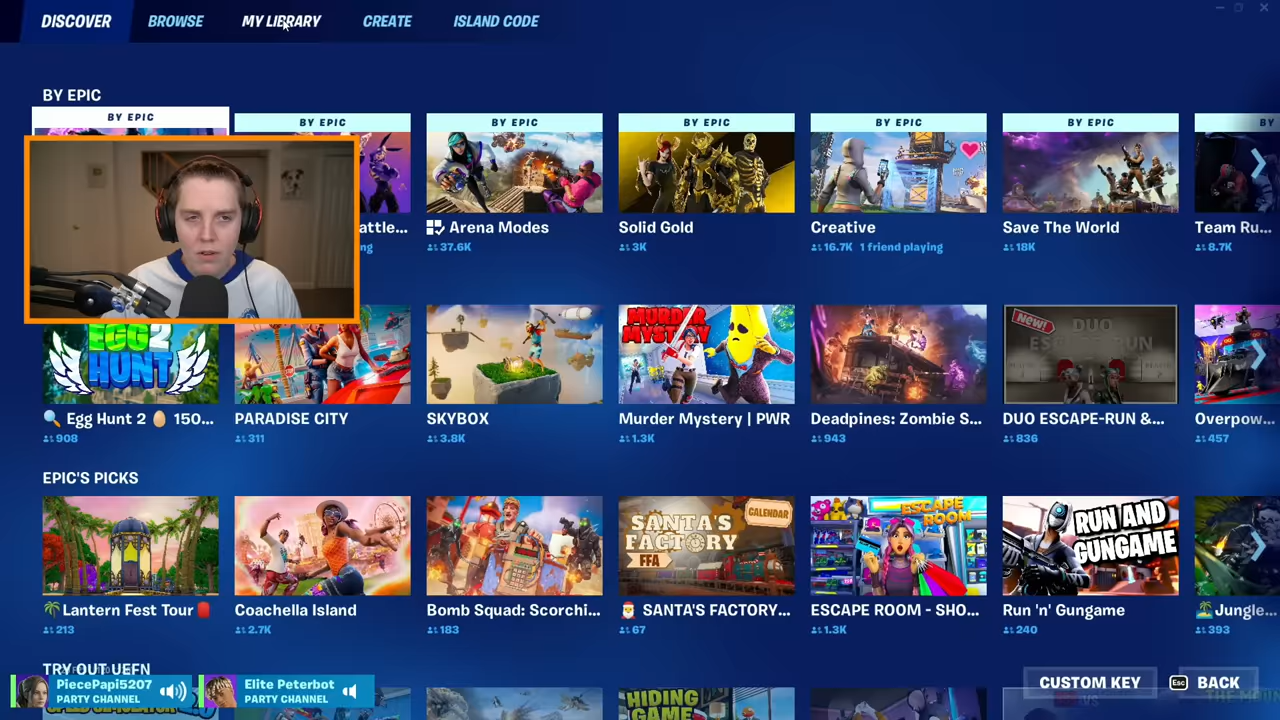 DISCOVER
BROWSE
MY LIBRARY
CREATE
ISLAND CODE
BY EPIC
BY EPIC
BY EPIC
BY EPIC
BY EPIC
BY EPIC
BY EPIC
BY
attle...
Arena Modes
Solid Gold
Creative
Save The World
Team Ru...
ng
37.6K
3K
16.7K 1 friend playing
18K
8.7K
EGG 2
HUNT
MURDER
MYSTERY
New!
DUO
ESCAPE-RUN
🔍 Egg Hunt 2 🥚 150...
PARADISE CITY
SKYBOX
Murder Mystery | PWR
Deadpines: Zombie S...
DUO ESCAPE-RUN &...
Overpow...
908
311
3.8K
1.3K
943
836
457
EPIC'S PICKS
SANTA'S
FACTORY
FFA
CALENDAR
ESCAPE
ROOM
RUN AND
GUNGAME
🌴Lantern Fest Tour🏮
Coachella Island
Bomb Squad: Scorchi...
🎅 SANTA'S FACTORY...
ESCAPE ROOM - SHO...
Run 'n' Gungame
🏝️Jungle...
213
2.7K
183
67
1.3K
240
393
TRY OUT UEFN
PiecePapi5207
PARTY CHANNEL
Elite Peterbot
PARTY CHANNEL
CUSTOM KEY
Esc BACK
HIDING
GAME